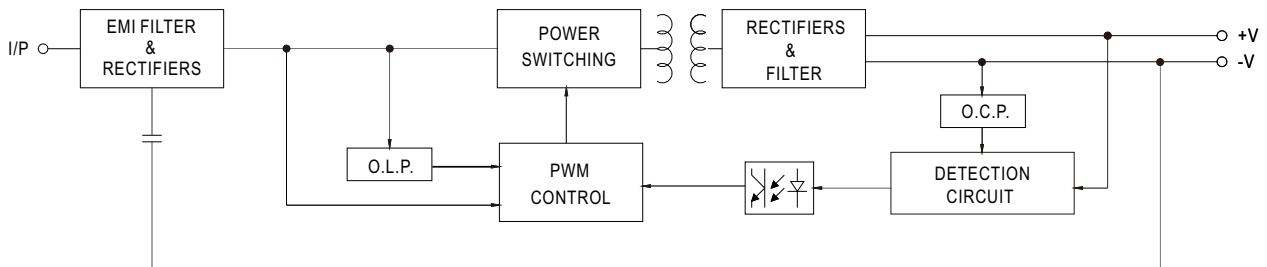 I/P
EMI FILTER
&
RECTIFIERS
POWER
SWITCHING
RECTIFIERS
&
FILTER
+V
-V
O.C.P.
O.L.P.
PWM
CONTROL
DETECTION
CIRCUIT